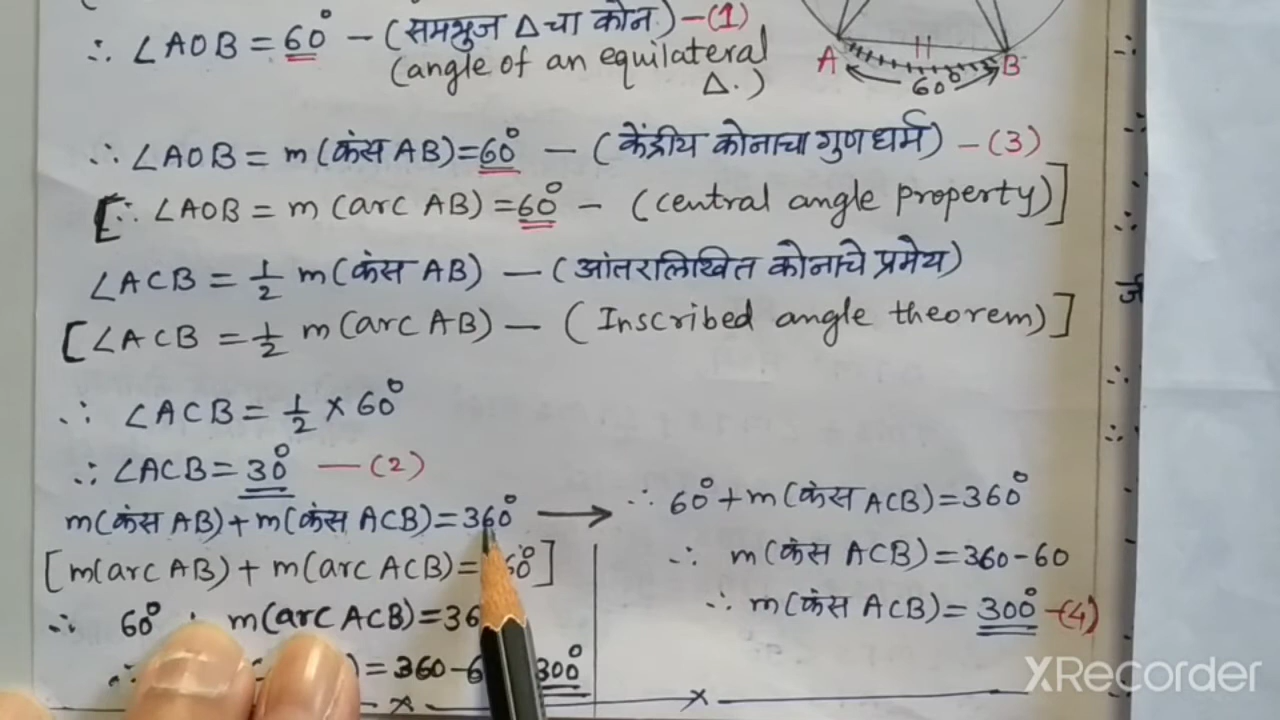 ∴ ∠AOB = 60° – (समभुज Δ चा कोन) – (1)
(angle of an equilateral
Δ.)
A B
60°
∴ ∠AOB = m(कंस AB) = 60° – (केंद्रीय कोनाचा गुणधर्म) – (3)
[∴ ∠AOB = m(arc AB) = 60° – (central angle property)]
∠ACB = 1/2 m(कंस AB) – (आंतरलिखित कोनाचे प्रमेय)
[∠ACB = 1/2 m(arc AB) – (Inscribed angle theorem)]
∴ ∠ACB = 1/2 × 60°
∴ ∠ACB = 30° – (2)
m(कंस AB) + m(कंस ACB) = 360° →
[m(arc AB) + m(arc ACB) = 60°]
∴ 60° + m(arc ACB) = 36
) = 360 – 6 300°
∴ 60° + m(कंस ACB) = 360°
∴ m(कंस ACB) = 360 – 60
∴ m(कंस ACB) = 300° – (4)
XRecorder